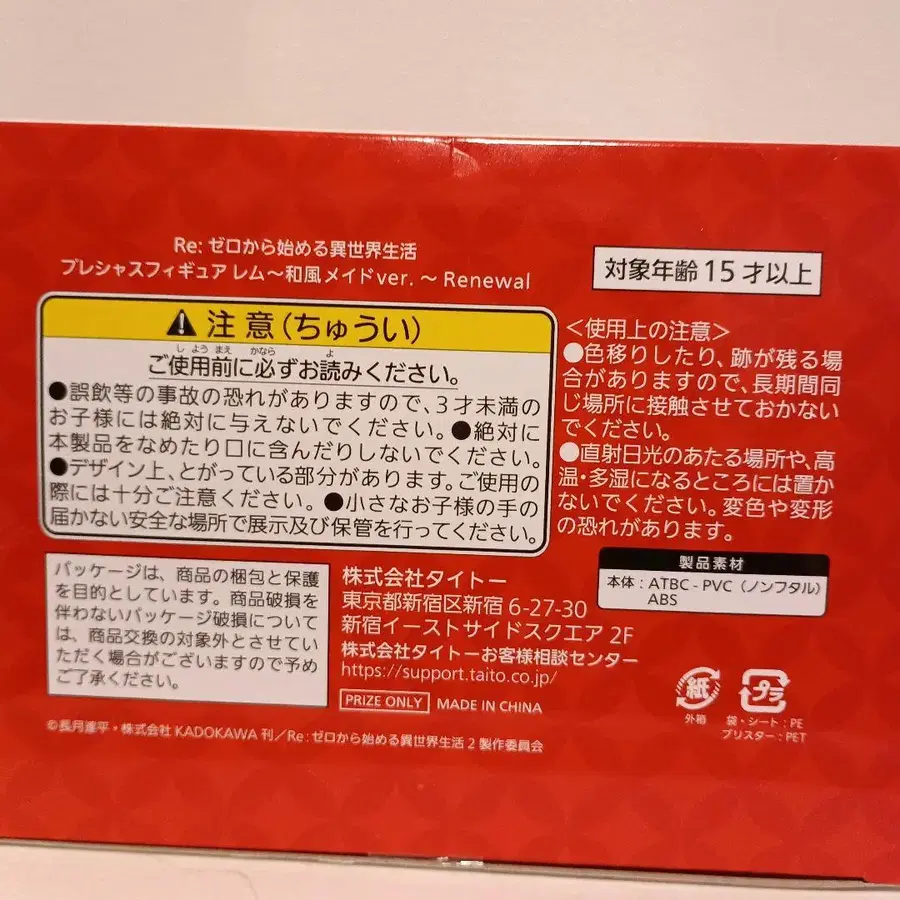 Re: ゼロから始める異世界生活
プレシャスフィギュア レム～和風メイドver.～ Renewal
対象年齢15才以上
⚠ 注意(ちゅうい)
しようまえ かなら よ
ご使用前に必ずお読みください。
●誤飲等の事故の恐れがありますので、3才未満の
お子様には絶対に与えないでください。●絶対に
本製品をなめたり口に含んだりしないでください。
●デザイン上、とがっている部分があります。ご使用の
際には十分ご注意ください。●小さなお子様の手の
届かない安全な場所で展示及び保管を行ってください。
＜使用上の注意＞
●色移りしたり、跡が残る場
合がありますので、長期間同
じ場所に接触させておかない
でください。
●直射日光のあたる場所や、高
温・多湿になるところには置か
ないでください。変色や変形
の恐れがあります。
製品素材
本体：ATBC-PVC（ノンフタル）
ABS
パッケージは、商品の梱包と保護
を目的としています。商品破損を
伴わないパッケージ破損について
は、商品交換の対象外とさせてい
ただく場合がございますので予め
ご了承ください。
株式会社タイトー
東京都新宿区新宿 6-27-30
新宿イーストサイドスクエア 2F
株式会社タイトーお客様相談センター
https://support.taito.co.jp/
PRIZE ONLY MADE IN CHINA
紙
外箱
プラ
袋・シート：PE
ブリスター：PET
©長月達平・株式会社KADOKAWA刊／Re:ゼロから始める異世界生活2製作委員会